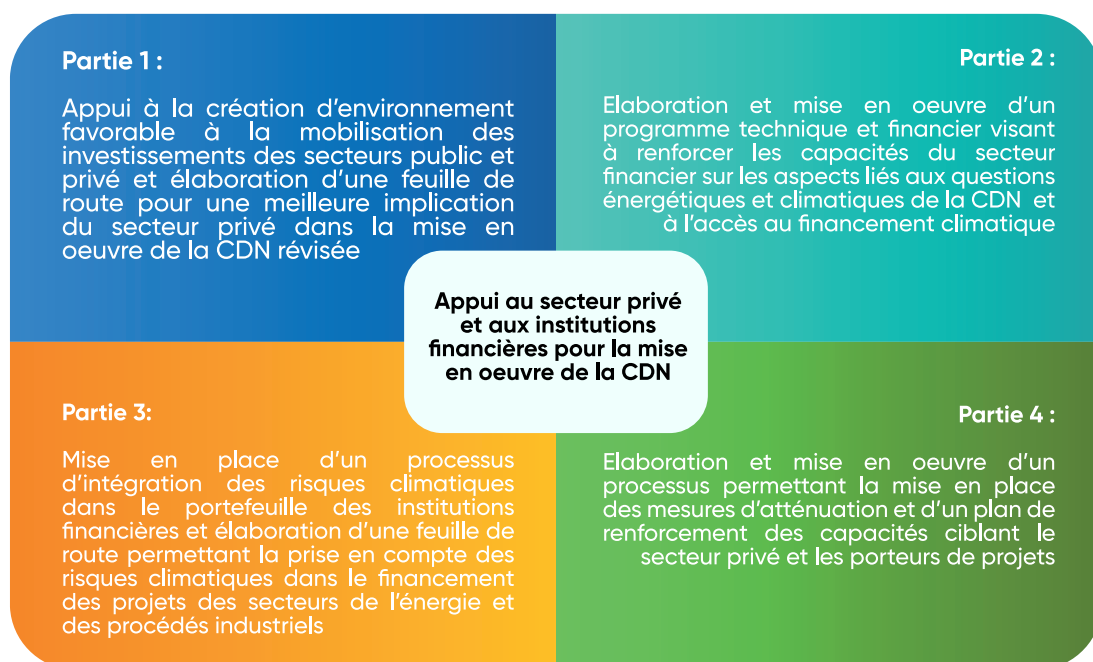 Partie 1 :
Appui à la création d'environnement
favorable à la mobilisation des
investissements des secteurs public et
privé et élaboration d'une feuille de
route pour une meilleure implication
du secteur privé dans la mise en
oeuvre de la CDN révisée
Partie 2 :
Elaboration et mise en oeuvre d'un
programme technique et financier visant
à renforcer les capacités du secteur
financier sur les aspects liés aux questions
énergétiques et climatiques de la CDN et
à l'accès au financement climatique
Appui au secteur privé
et aux institutions
financières pour la mise
en oeuvre de la CDN
Partie 3:
Mise en place d'un processus
d'intégration des risques climatiques
dans le portefeuille des institutions
financières et élaboration d'une feuille de
route permettant la prise en compte des
risques climatiques dans le financement
des projets des secteurs de l'énergie et
des procédés industriels
Partie 4 :
Elaboration et mise en oeuvre d'un
processus permettant la mise en place
des mesures d'atténuation et d'un plan de
renforcement des capacités ciblant le
secteur privé et les porteurs de projets